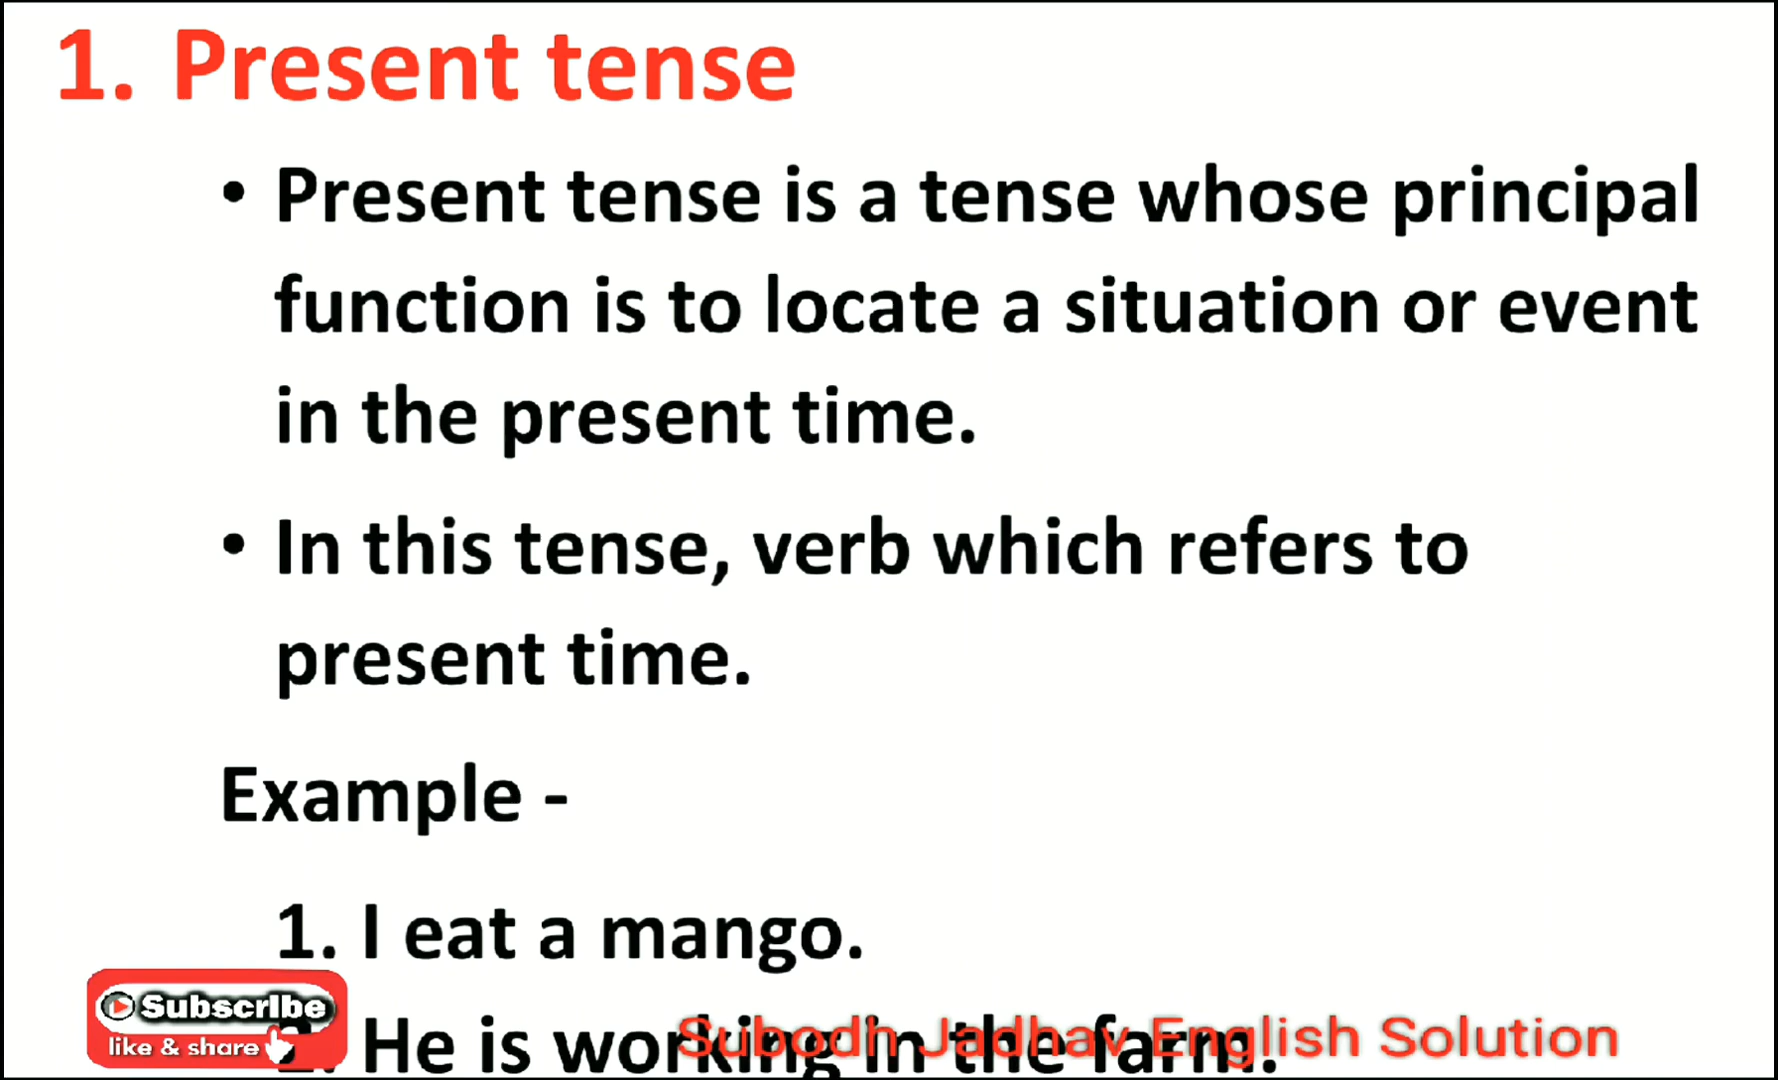 1. Present tense
• Present tense is a tense whose principal
function is to locate a situation or event
in the present time.
• In this tense, verb which refers to
present time.
Example -
1. I eat a mango.
2. He is working in the farm.
Subscribe
like & share
Subodh Jadhav English Solution